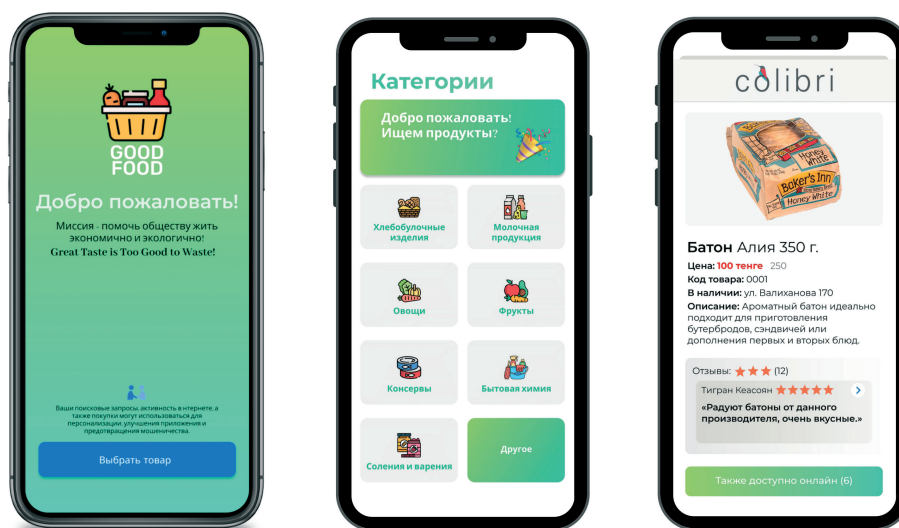 GOOD
FOOD
Добро пожаловать!
Миссия - помочь обществу жить
экономично и экологично!
Great Taste is Too Good to Waste!
Ваши поисковые запросы, активность в нтернете, а
также покупки могут использоваться для
персонализации, улучшения приложения и
предотвращения мошеничества.
Выбрать товар
Категории
Добро пожаловать!
Ищем продукты?
Хлебобулочные
изделия
Молочная
продукция
Овощи
Фрукты
Консервы
Бытовая химия
Соления и варения
Другое
colibri
Honey
White
Baker's Inn
Honey White
Батон Алия 350 г.
Цена: 100 тенге 250
Код товара: 0001
В наличии: ул. Валиханова 170
Описание: Ароматный батон идеально
подходит для приготовления
бутербродов, сэндвичей или
дополнения первых и вторых блюд.
Отзывы: (12)
Тигран Кеасоян
«Радуют батоны от данного
производителя, очень вкусные.»
Также доступно онлайн (6)